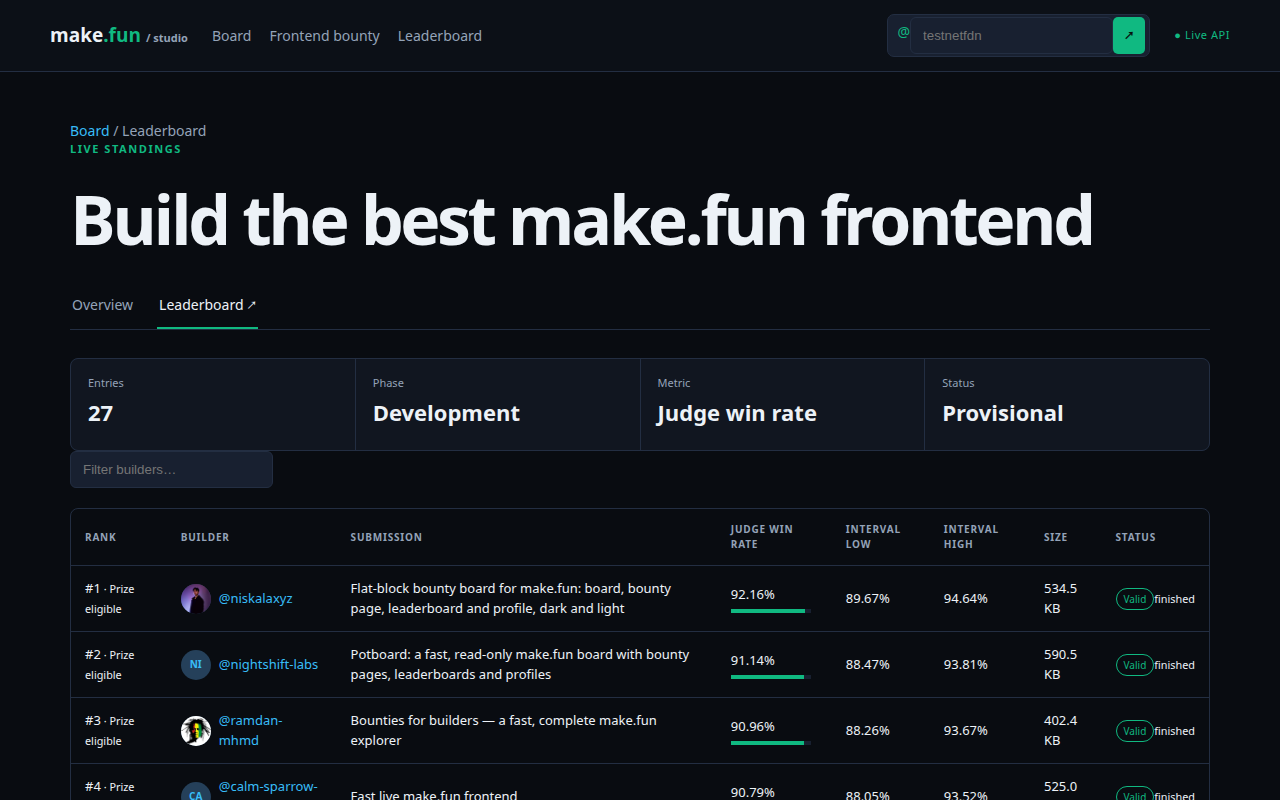 make.fun / studio Board Frontend bounty Leaderboard @ testnetfdn ↗ ● Live API
Board / Leaderboard
LIVE STANDINGS
Build the best make.fun frontend
Overview Leaderboard ↗
Entries Phase Metric Status
27 Development Judge win rate Provisional
Filter builders…
RANK BUILDER SUBMISSION JUDGE WIN RATE INTERVAL LOW INTERVAL HIGH SIZE STATUS
#1 · Prize eligible @niskalaxyz Flat-block bounty board for make.fun: board, bounty page, leaderboard and profile, dark and light 92.16% 89.67% 94.64% 534.5 KB Valid finished
#2 · Prize eligible NI @nightshift-labs Potboard: a fast, read-only make.fun board with bounty pages, leaderboards and profiles 91.14% 88.47% 93.81% 590.5 KB Valid finished
#3 · Prize eligible @ramdan-mhmd Bounties for builders — a fast, complete make.fun explorer 90.96% 88.26% 93.67% 402.4 KB Valid finished
#4 · Prize CA @calm-sparrow- Fast live make.fun frontend 90.79% 88.05% 93.52% 525.0 Valid finished